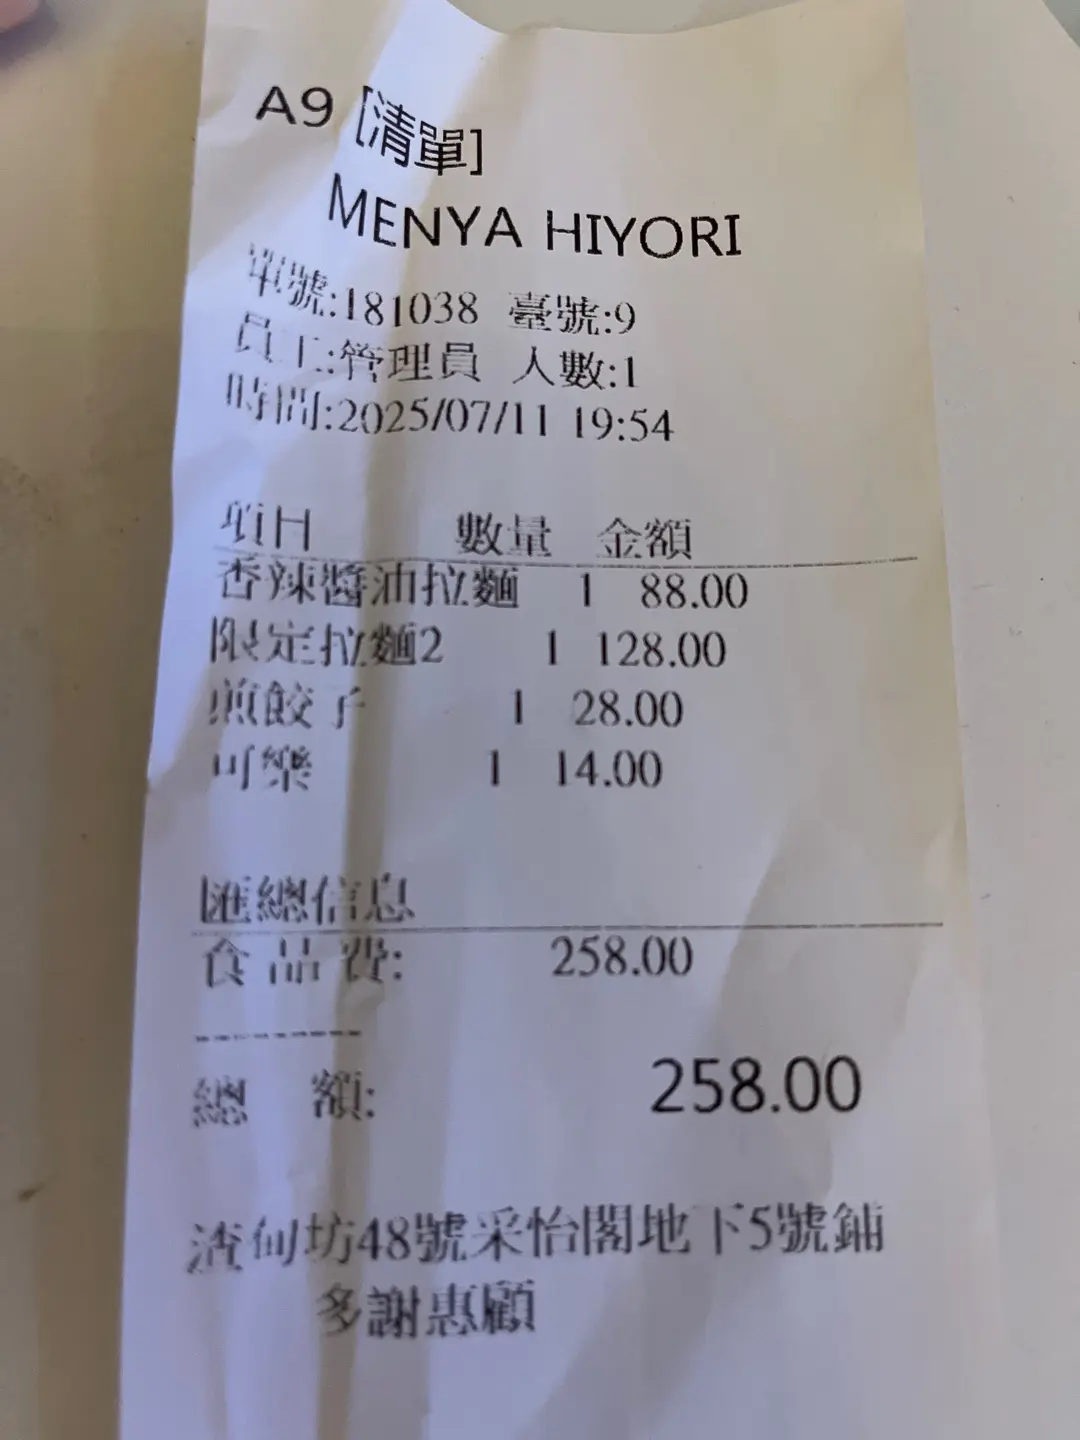 A9 [清單]
MENYA HIYORI
單號:181038 臺號:9
員工:管理員 人數:1
時間:2025/07/11 19:54
項目 數量 金額
香辣醬油拉麵 1 88.00
限定拉麵2 1 128.00
煎餃子 1 28.00
可樂 1 14.00
匯總信息
食品費: 258.00
----------
總 額: 258.00
渣甸坊48號采怡閣地下5號鋪
多謝惠顧